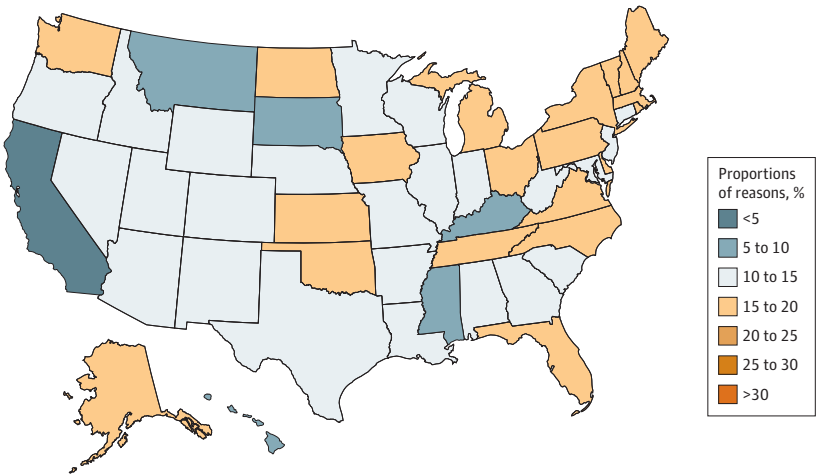 Proportions
of reasons, %
<5
5 to 10
10 to 15
15 to 20
20 to 25
25 to 30
>30